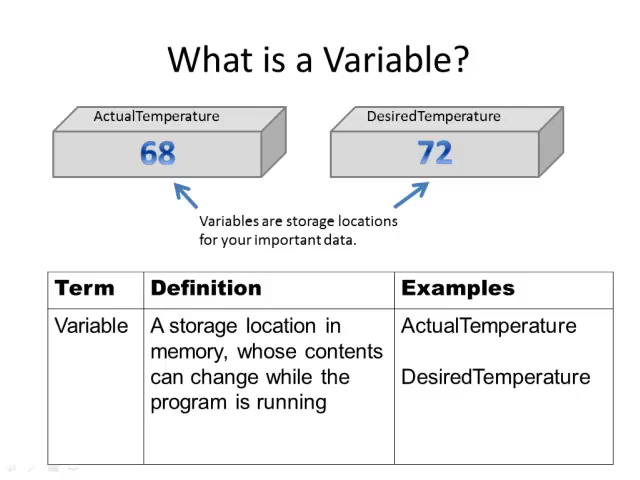 What is a Variable?
ActualTemperature
DesiredTemperature
68
72
Variables are storage locations
for your important data.
Term Definition Examples
Variable A storage location in ActualTemperature
memory, whose contents
can change while the DesiredTemperature
program is running